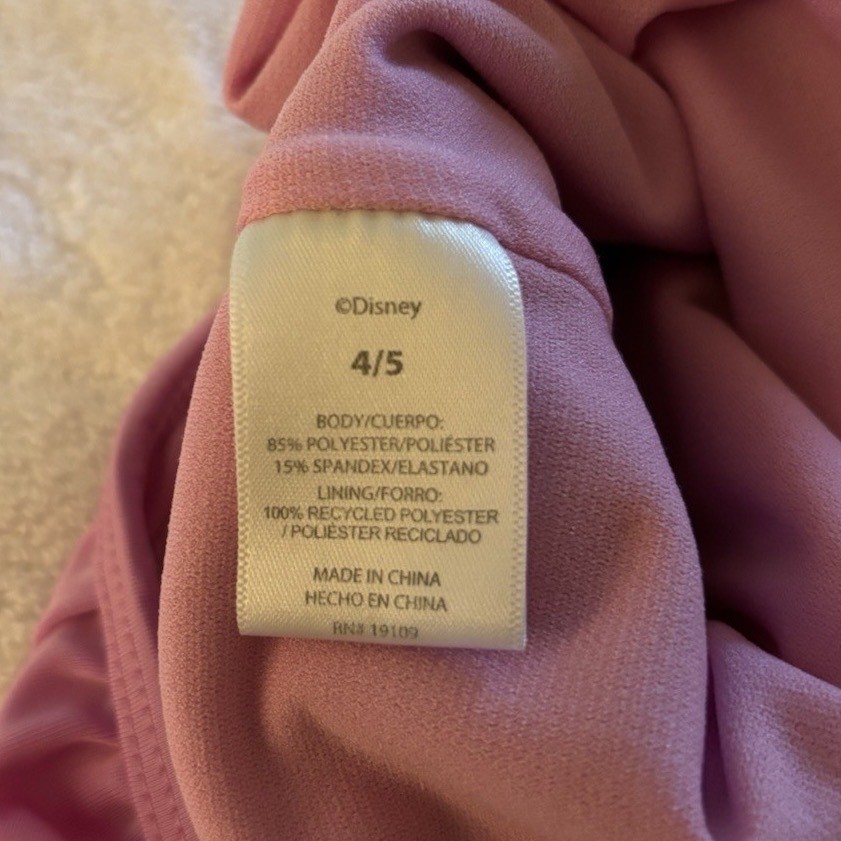 ©Disney
4/5
BODY/CUERPO:
85% POLYESTER/POLIÉSTER
15% SPANDEX/ELASTANO
LINING/FORRO:
100% RECYCLED POLYESTER
/ POLIÉSTER RECICLADO
MADE IN CHINA
HECHO EN CHINA
RN# 19109